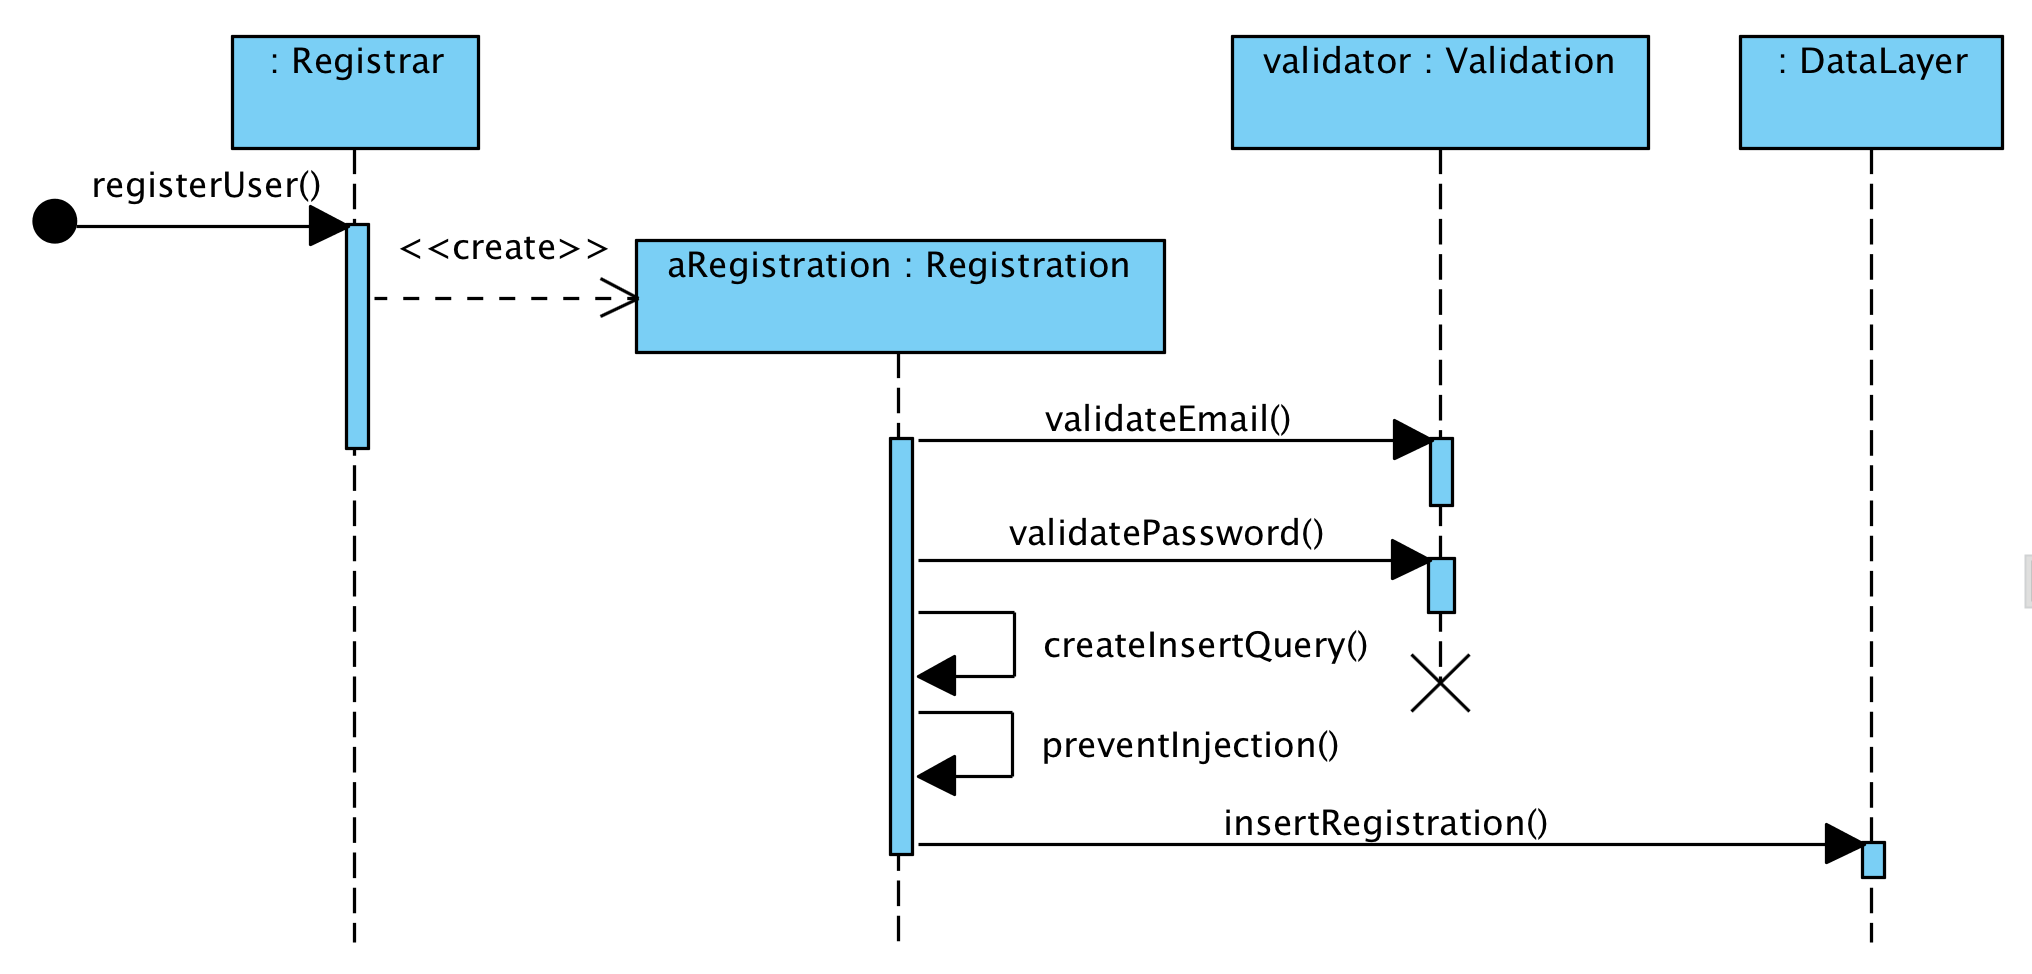 : Registrar
validator : Validation
: DataLayer
registerUser()
<<create>>
aRegistration : Registration
validateEmail()
validatePassword()
createInsertQuery()
preventInjection()
insertRegistration()